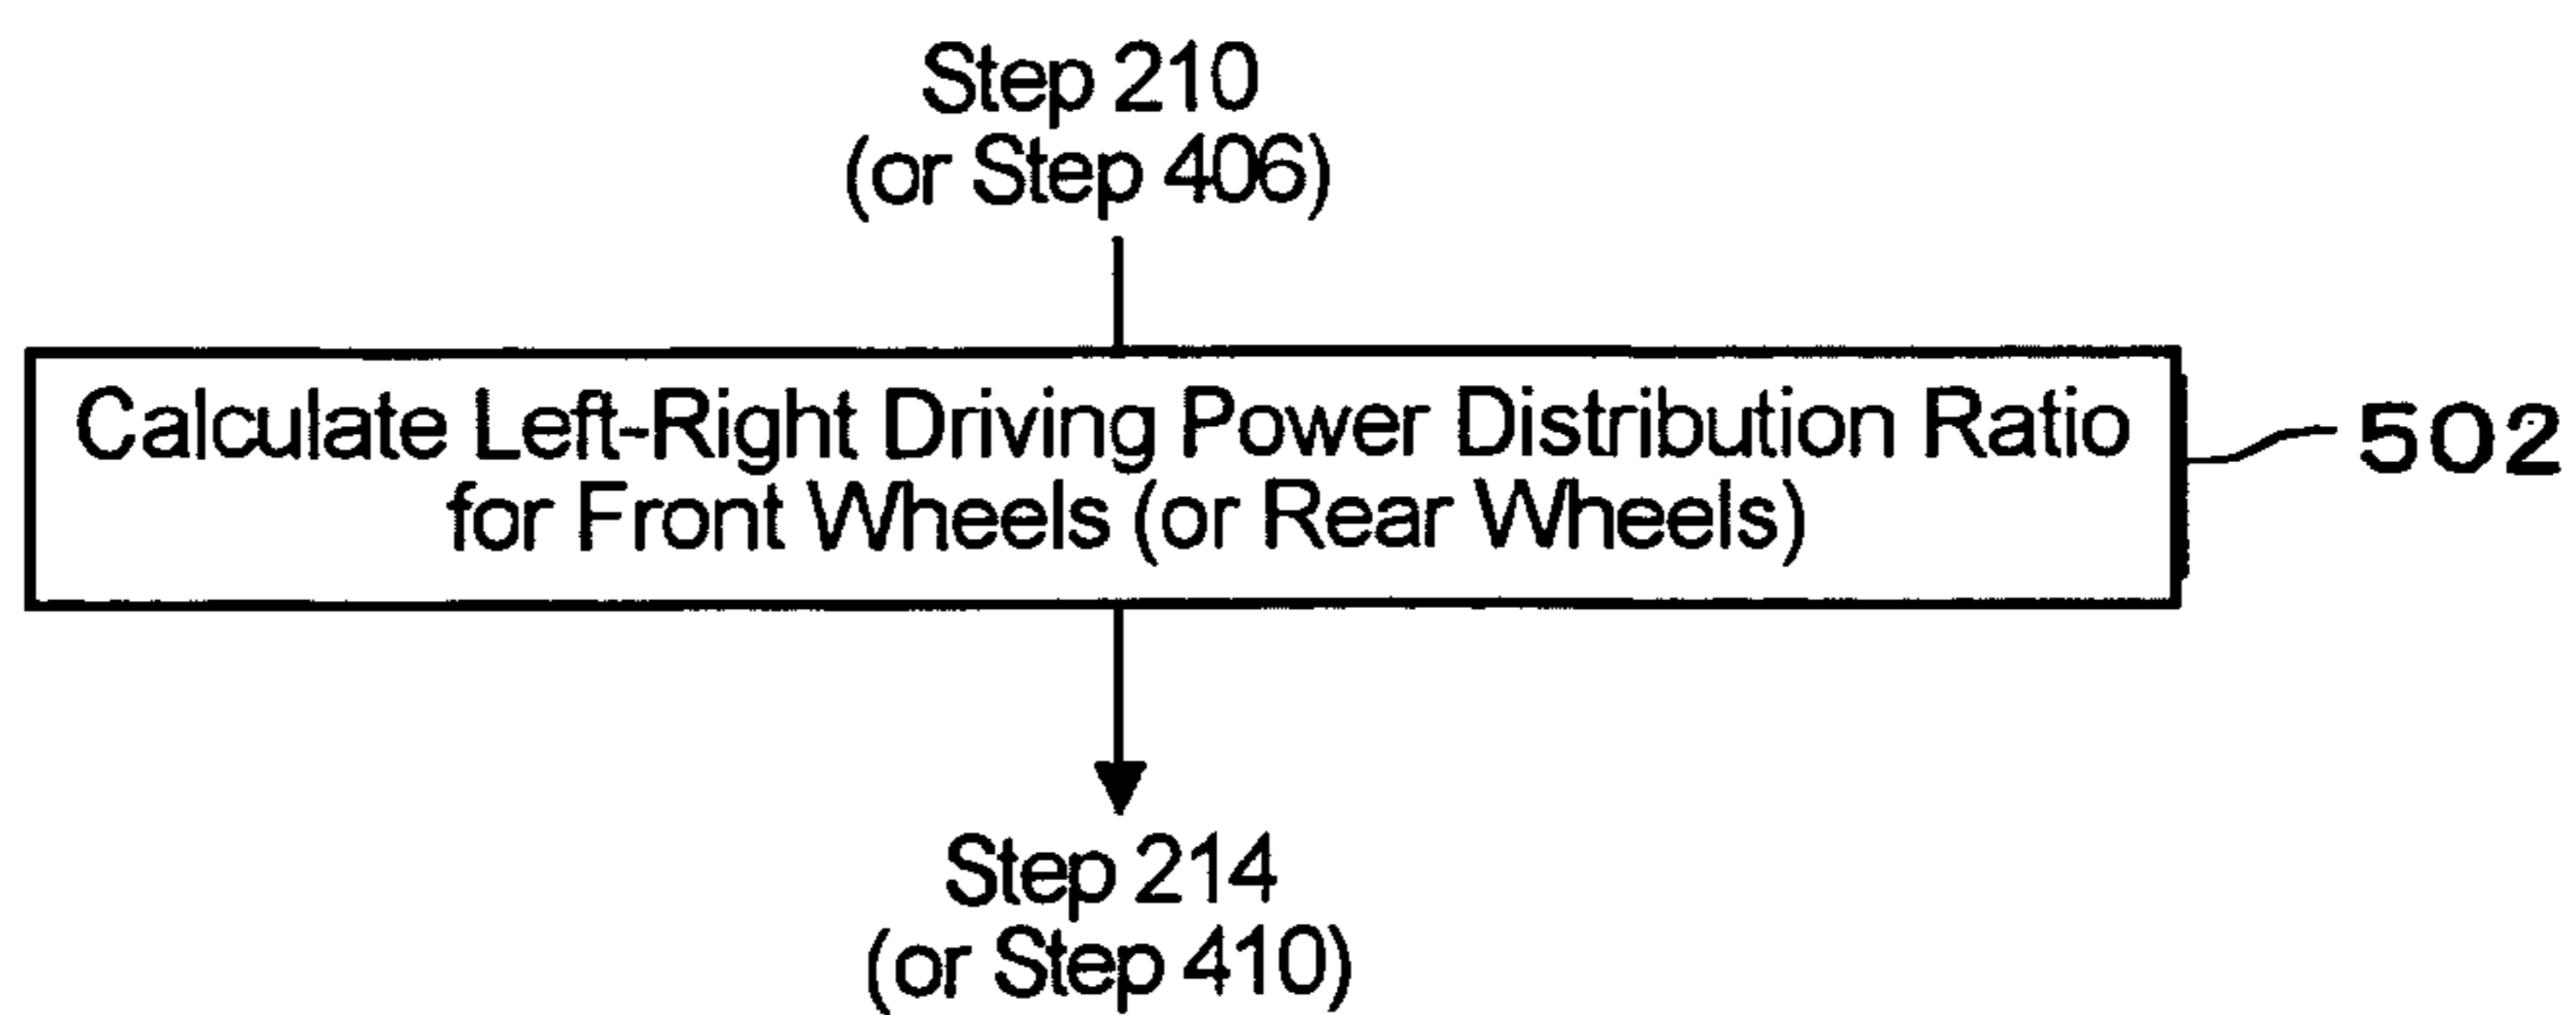 Step 210
(or Step 406)
Calculate Left-Right Driving Power Distribution Ratio
for Front Wheels (or Rear Wheels)
502
Step 214
(or Step 410)